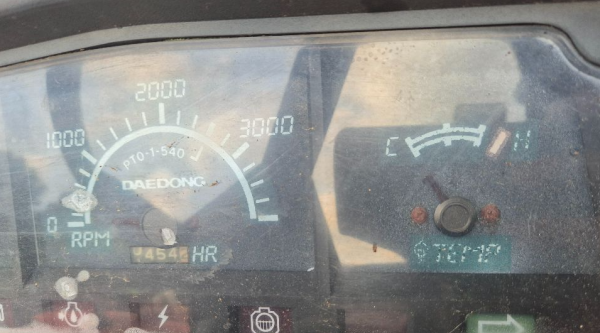 2000
1000
3000
PTO-1-540
DAEDONG
0
RPM
HR
C H